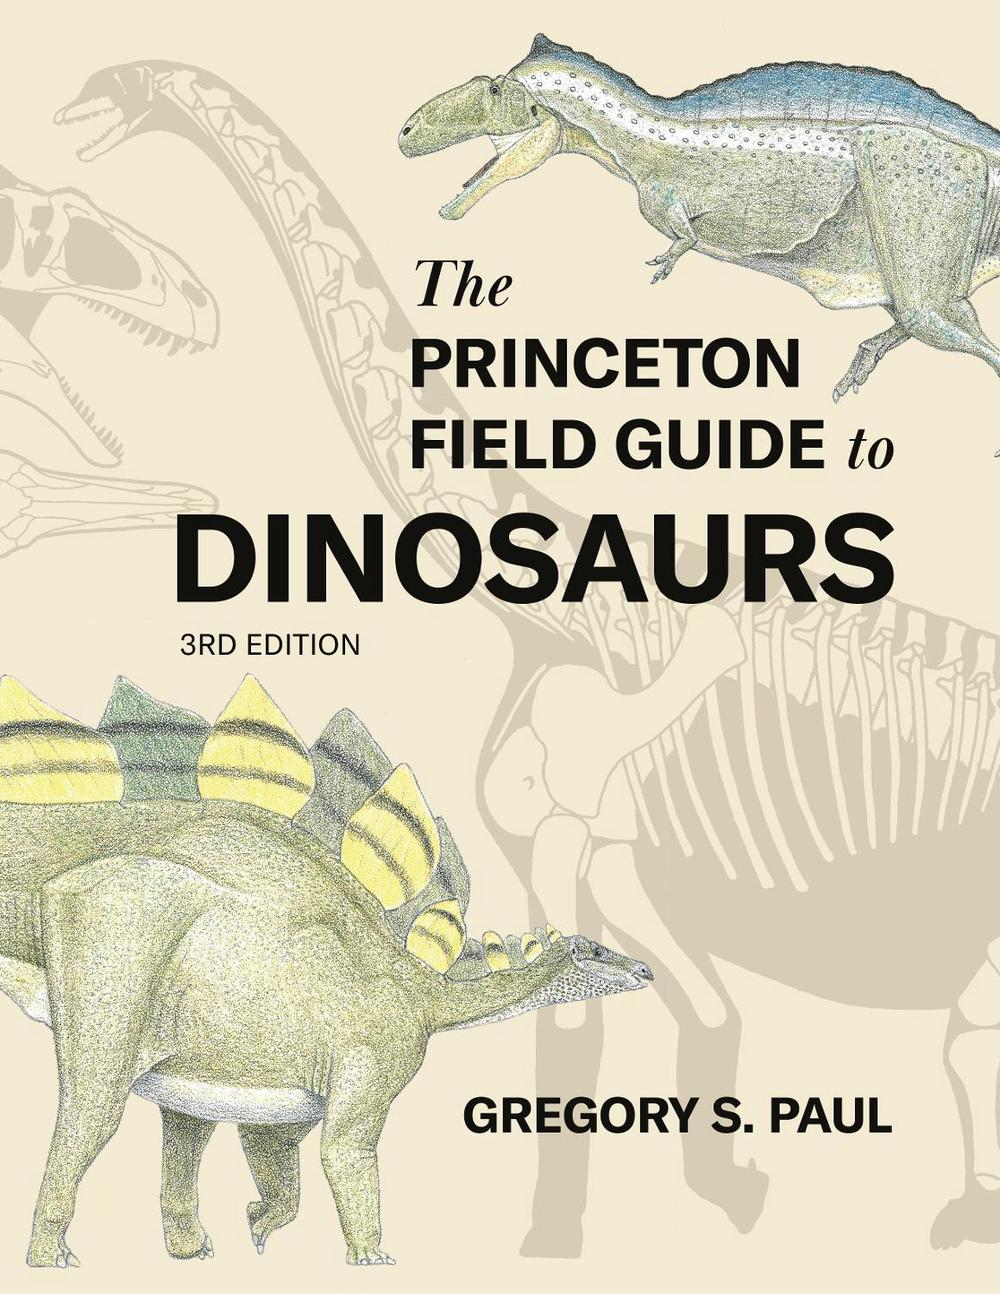 The
PRINCETON
FIELD GUIDE to
DINOSAURS
3RD EDITION
GREGORY S. PAUL